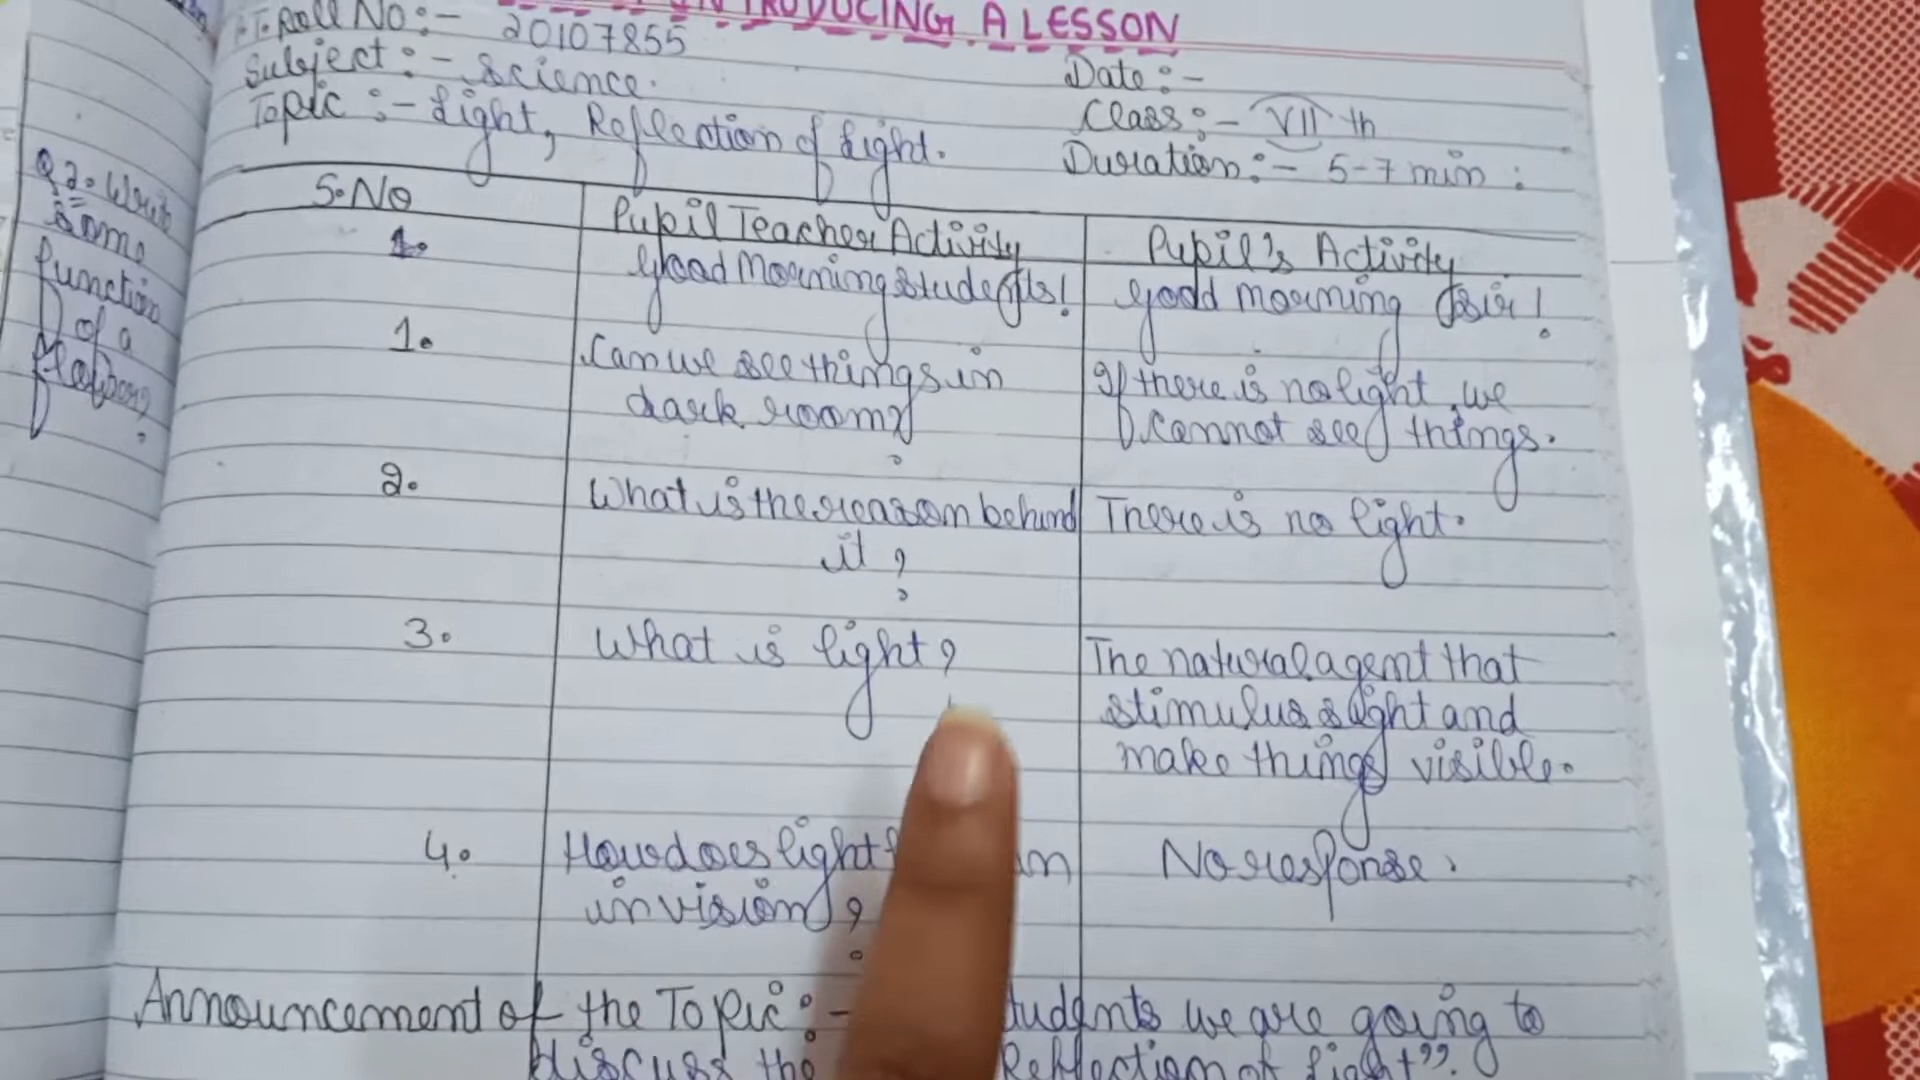 INTRODUCING A LESSON
Roll No:- 20107855
Subject:- Science.
Date:-
Topic:- Light, Reflection of Light.
Class:- VII th
Duration:- 5-7 min:
S.No
Pupil Teacher Activity
Pupil's Activity
1.
Good Morning Students!
Good morning sir!
1.
Can we see things in
dark room?
If there is no light, we
cannot see things.
2.
What is the reason behind
it?
There is no light.
3.
What is light?
The natural agent that
stimulus sight and
make things visible.
4.
How does light
in vision?
No response.
Announcement of the Topic:- students we are going to
discuss the Reflection of light".
Q2. Write
some
function
of a